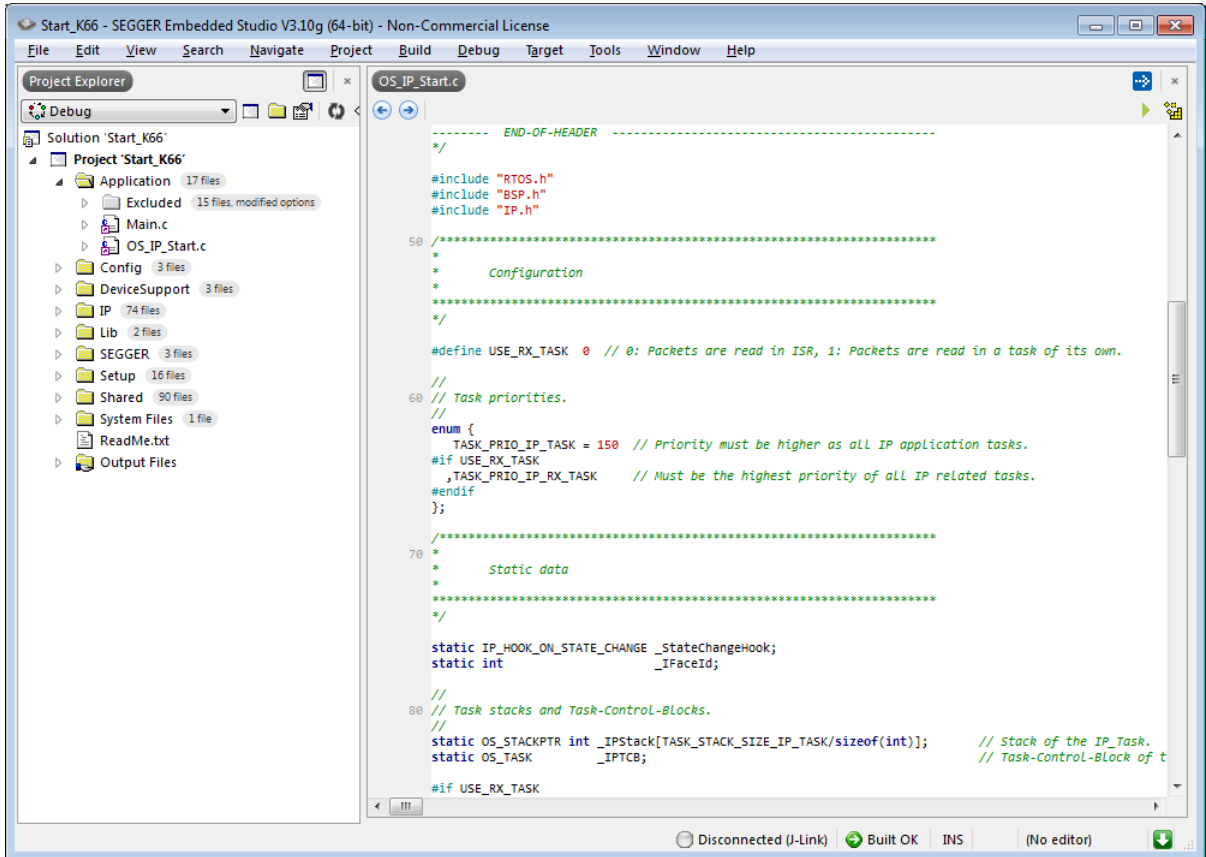 Start_K66 - SEGGER Embedded Studio V3.10g (64-bit) - Non-Commercial License
File Edit View Search Navigate Project Build Debug Target Tools Window Help
Project Explorer
Debug
Solution 'Start_K66'
Project 'Start_K66'
Application 17 files
Excluded 15 files, modified options
Main.c
OS_IP_Start.c
Config 3 files
DeviceSupport 3 files
IP 74 files
Lib 2 files
SEGGER 3 files
Setup 16 files
Shared 90 files
System Files 1 file
ReadMe.txt
Output Files
OS_IP_Start.c
-------- END-OF-HEADER ---------------------------------------------
*/
#include "RTOS.h"
#include "BSP.h"
#include "IP.h"
50 /*********************************************************************
*
* Configuration
*
**********************************************************************
*/
#define USE_RX_TASK 0 // 0: Packets are read in ISR, 1: Packets are read in a task of its own.
//
60 // Task priorities.
//
enum {
TASK_PRIO_IP_TASK = 150 // Priority must be higher as all IP application tasks.
#if USE_RX_TASK
,TASK_PRIO_IP_RX_TASK // Must be the highest priority of all IP related tasks.
#endif
};
/*********************************************************************
70 *
* Static data
*
**********************************************************************
*/
static IP_HOOK_ON_STATE_CHANGE _StateChangeHook;
static int _IFaceId;
//
80 // Task stacks and Task-Control-Blocks.
//
static OS_STACKPTR int _IPStack[TASK_STACK_SIZE_IP_TASK/sizeof(int)]; // Stack of the IP_Task.
static OS_TASK _IPTCB; // Task-Control-Block of t
#if USE_RX_TASK
Disconnected (J-Link) Built OK INS (No editor)